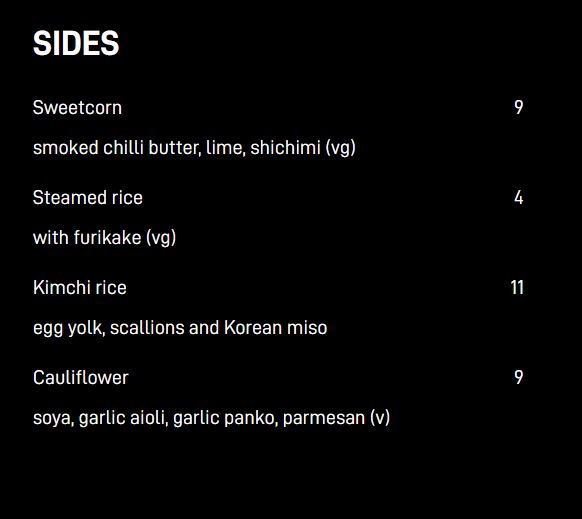 SIDES
Sweetcorn 9
smoked chilli butter, lime, shichimi (vg)
Steamed rice 4
with furikake (vg)
Kimchi rice 11
egg yolk, scallions and Korean miso
Cauliflower 9
soya, garlic aioli, garlic panko, parmesan (v)